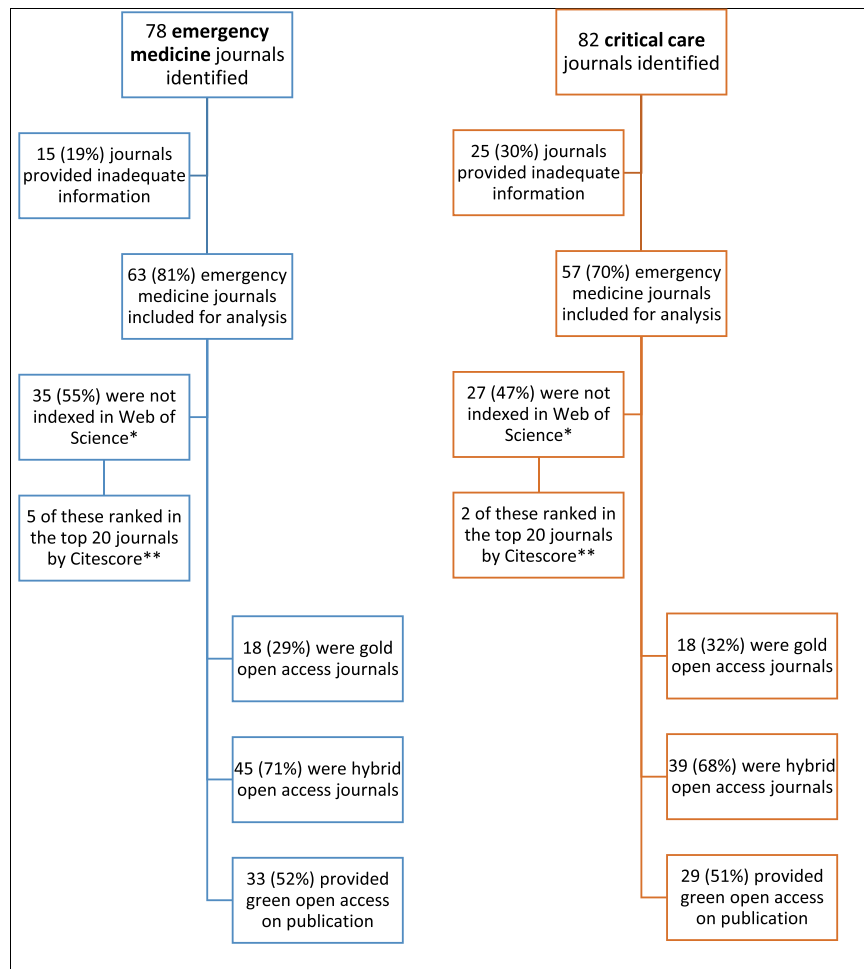 78 emergency
medicine journals
identified
15 (19%) journals
provided inadequate
information
63 (81%) emergency
medicine journals
included for analysis
35 (55%) were not
indexed in Web of
Science*
5 of these ranked in
the top 20 journals
by Citescore**
18 (29%) were gold
open access journals
45 (71%) were hybrid
open access journals
33 (52%) provided
green open access
on publication
82 critical care
journals identified
25 (30%) journals
provided inadequate
information
57 (70%) emergency
medicine journals
included for analysis
27 (47%) were not
indexed in Web of
Science*
2 of these ranked in
the top 20 journals
by Citescore**
18 (32%) were gold
open access journals
39 (68%) were hybrid
open access journals
29 (51%) provided
green open access
on publication